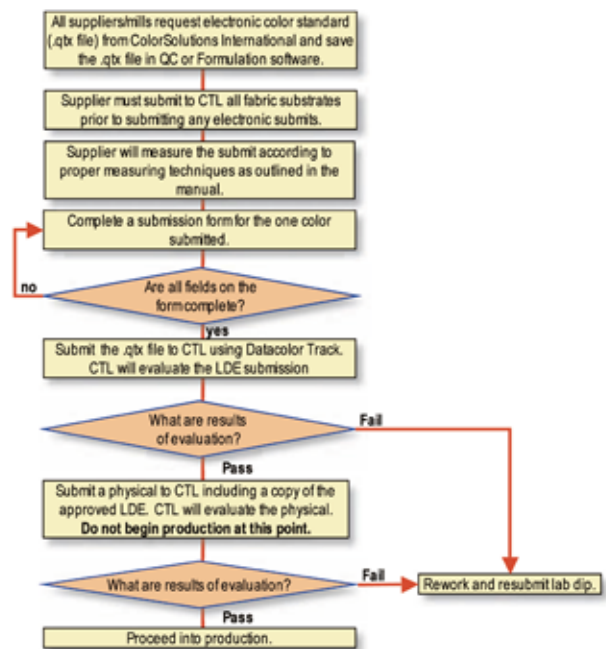 All suppliers/mills request electronic color standard
(.qtx file) from ColorSolutions International and save
the .qtx file in QC or Formulation software.
Supplier must submit to CTL all fabric substrates
prior to submitting any electronic submits.
Supplier will measure the submit according to
proper measuring techniques as outlined in the
manual.
Complete a submission form for the one color
submitted.
no
Are all fields on the
form complete?
yes
Submit the .qtx file to CTL using Datacolor Track.
CTL will evaluate the LDE submission
What are results
of evaluation?
Fail
Pass
Submit a physical to CTL including a copy of the
approved LDE. CTL will evaluate the physical.
Do not begin production at this point.
What are results of evaluation?
Fail
Rework and resubmit lab dip.
Pass
Proceed into production.